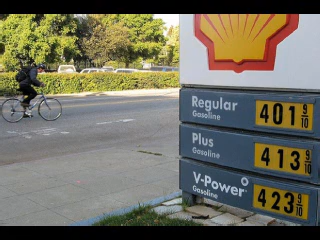 Regular 401 9/10
Gasoline
Plus 413 9/10
Gasoline
V-Power 423 9/10
Gasoline